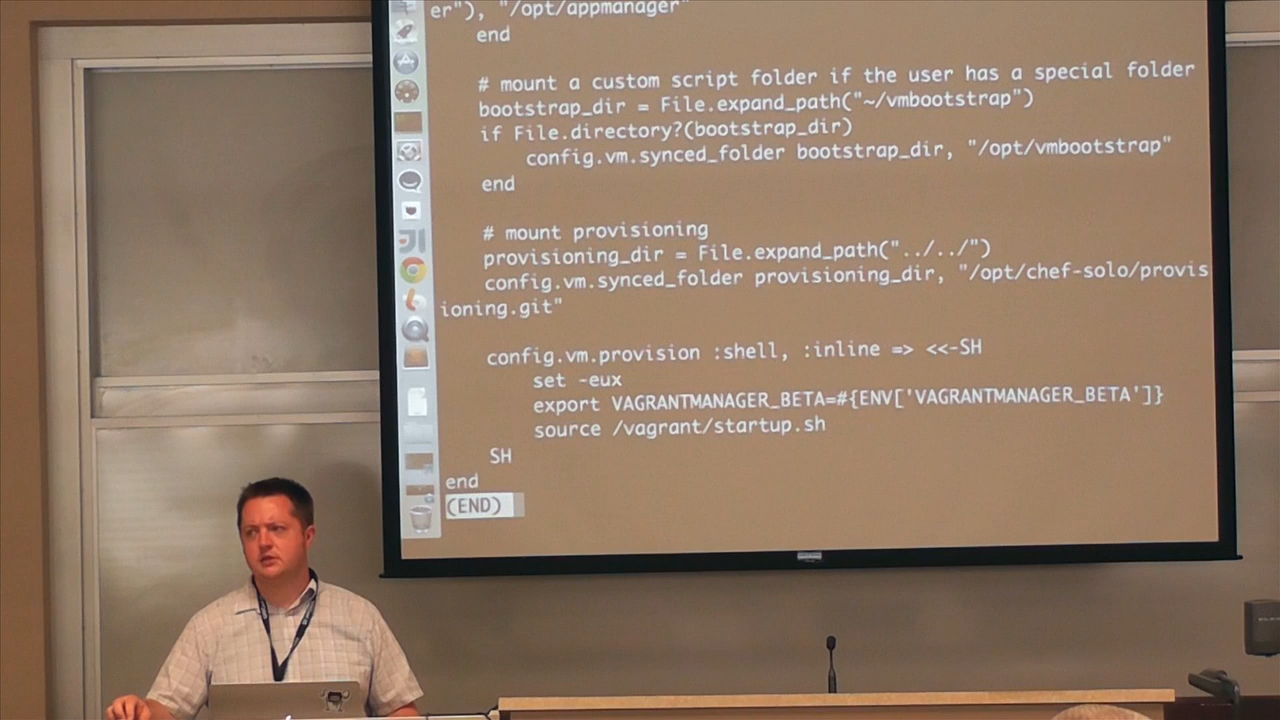 er"), "/opt/appmanager"
end
# mount a custom script folder if the user has a special folder
bootstrap_dir = File.expand_path("~/vmbootstrap")
if File.directory?(bootstrap_dir)
config.vm.synced_folder bootstrap_dir, "/opt/vmbootstrap"
end
# mount provisioning
provisioning_dir = File.expand_path("../../")
config.vm.synced_folder provisioning_dir, "/opt/chef-solo/provis
ioning.git"
config.vm.provision :shell, :inline => <<-SH
set -eux
export VAGRANTMANAGER_BETA=#{ENV['VAGRANTMANAGER_BETA']}
source /vagrant/startup.sh
SH
end
(END)